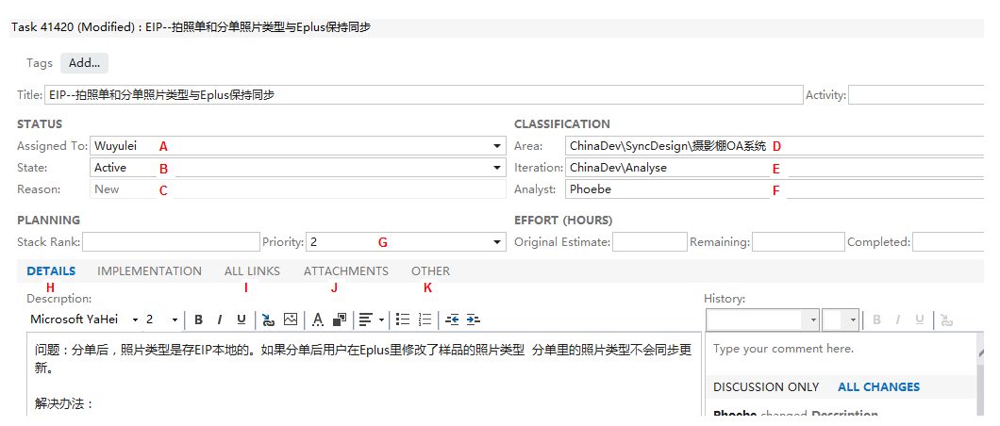 Task 41420 (Modified) : EIP--拍照单和分单照片类型与Eplus保持同步
Tags Add...
Title: EIP--拍照单和分单照片类型与Eplus保持同步 Activity:
STATUS CLASSIFICATION
Assigned To: Wuyulei A Area: ChinaDev\SyncDesign\摄影棚OA系统 D
State: Active B Iteration: ChinaDev\Analyse E
Reason: New C Analyst: Phoebe F
PLANNING EFFORT (HOURS)
Stack Rank: Priority: 2 G Original Estimate: Remaining: Completed:
DETAILS IMPLEMENTATION ALL LINKS ATTACHMENTS OTHER
H I J K
Description: History:
Microsoft YaHei 2 B I U A B I U
问题：分单后，照片类型是存EIP本地的。如果分单后用户在Eplus里修改了样品的照片类型 分单里的照片类型不会同步更
新。
解决办法：
Type your comment here.
DISCUSSION ONLY ALL CHANGES
Phoebe changed Description